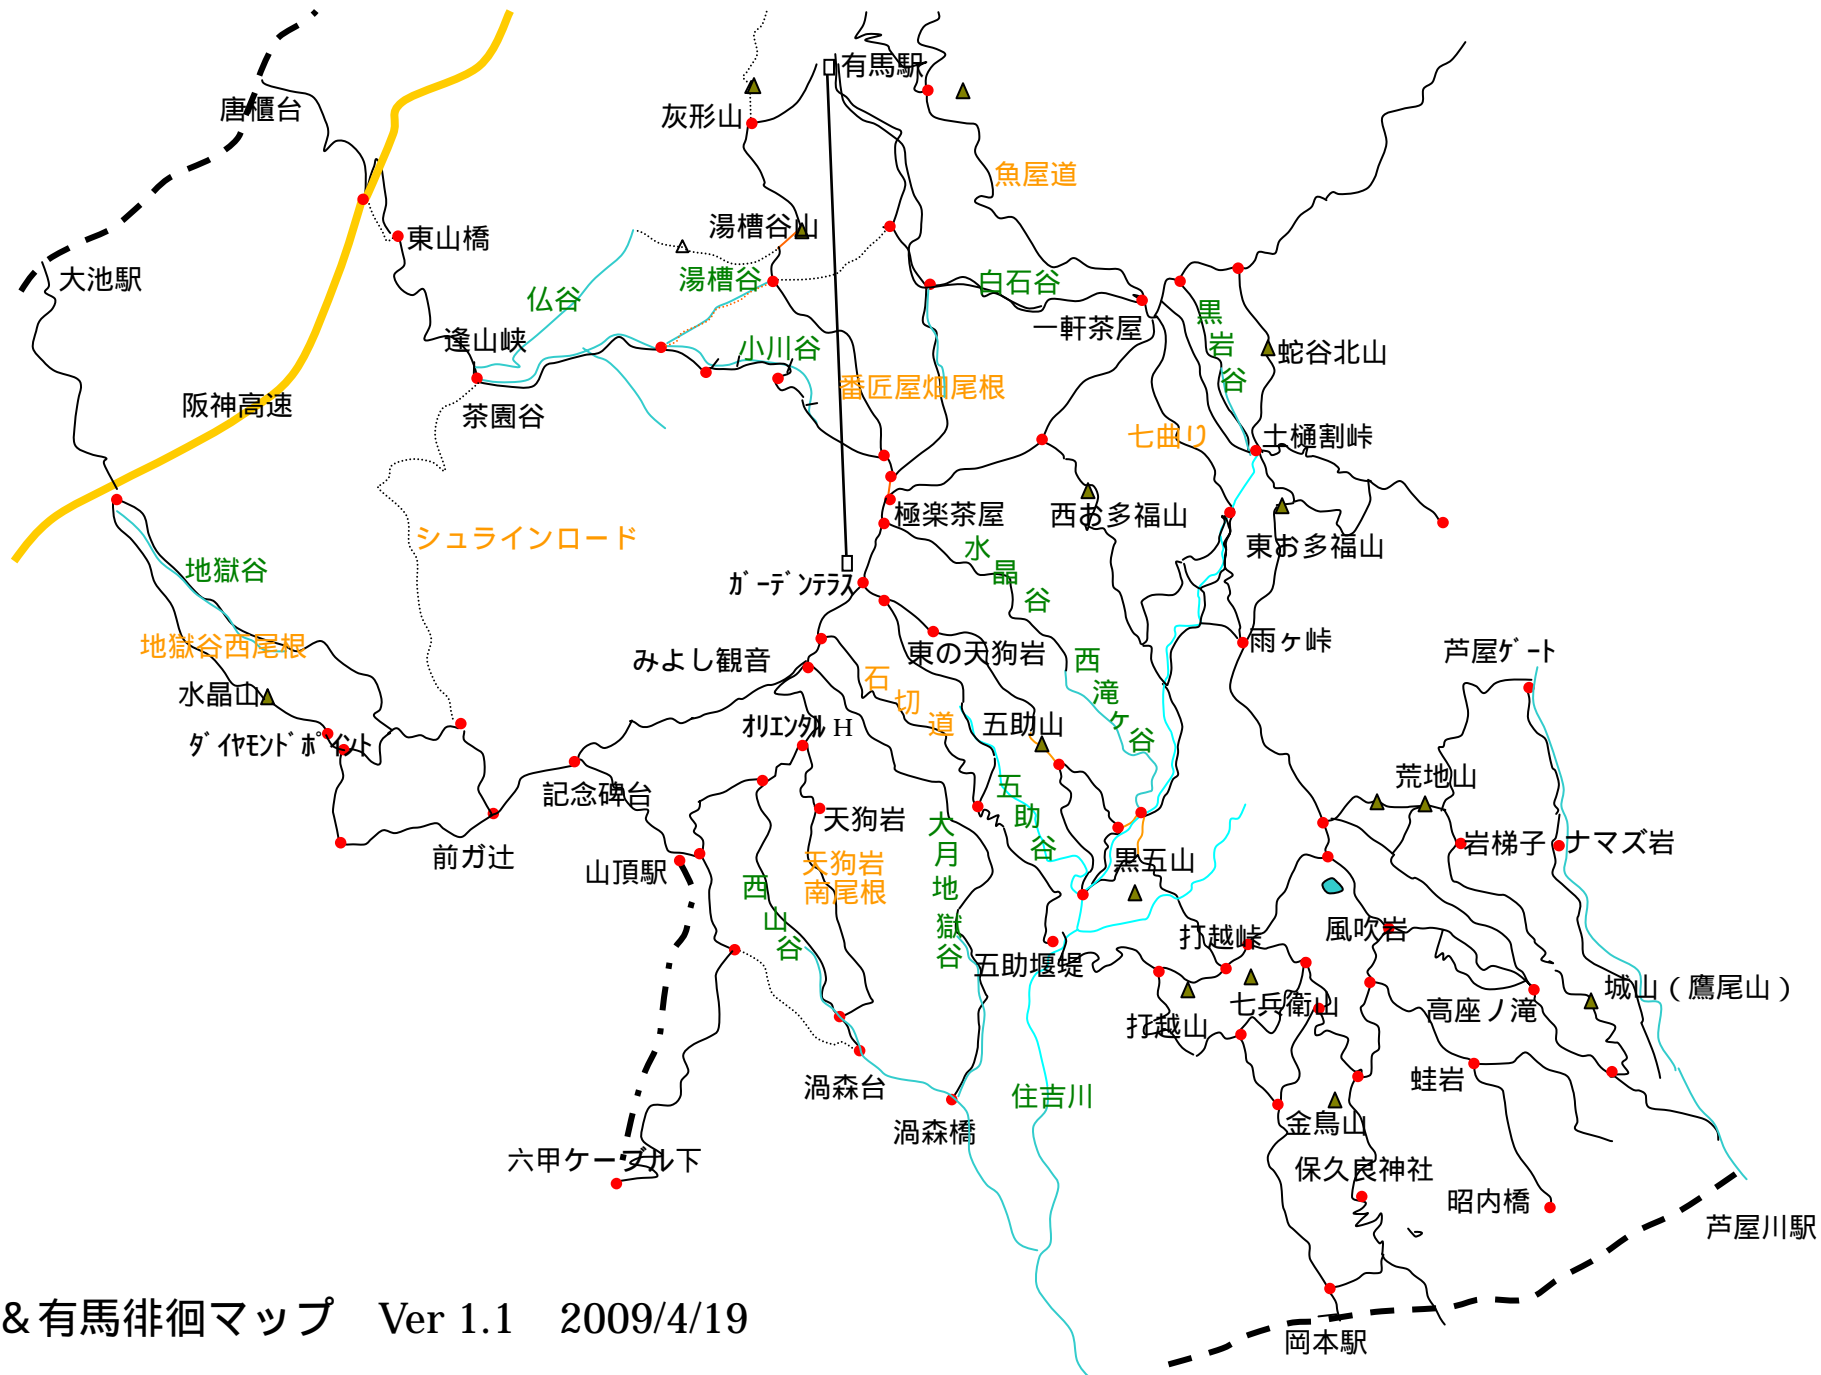 有馬駅
唐櫃台
灰形山
魚屋道
湯槽谷山
東山橋
大池駅
湯槽谷
白石谷
仏谷
一軒茶屋
黒岩谷
逢山峡
小川谷
蛇谷北山
番匠屋畑尾根
阪神高速
茶園谷
七曲り
土樋割峠
極楽茶屋
西お多福山
シュラインロード
水晶谷
東お多福山
地獄谷
ｶﾞｰﾃﾞﾝﾃﾗｽ
地獄谷西尾根
みよし観音
東の天狗岩
雨ヶ峠
芦屋ｹﾞｰﾄ
西滝ヶ谷
石切道
水晶山
ﾀﾞｲﾔﾓﾝﾄﾞﾎﾟｲﾝﾄ
ｵﾘｴﾝﾀﾙ H
五助山
荒地山
記念碑台
五助谷
天狗岩
大月地獄谷
岩梯子
ナマズ岩
前ガ辻
山頂駅
天狗岩
南尾根
黒五山
西山谷
打越峠
風吹岩
五助堰堤
七兵衛山
城山（鷹尾山）
打越山
高座ノ滝
渦森台
住吉川
蛙岩
渦森橋
金鳥山
六甲ケーブル下
保久良神社
昭内橋
芦屋川駅
＆有馬徘徊マップ　Ver 1.1　2009/4/19
岡本駅